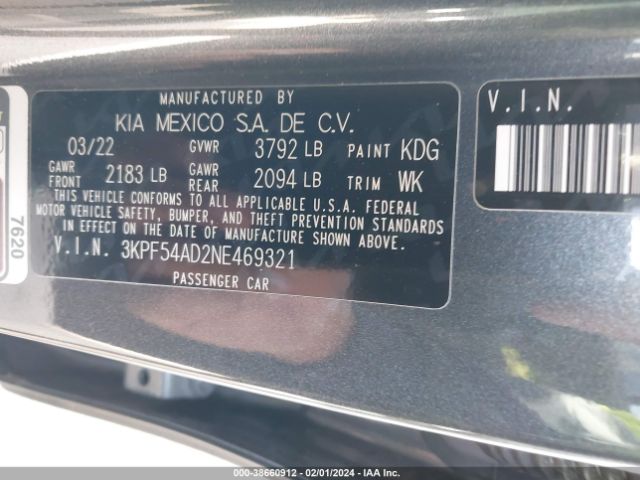 MANUFACTURED BY
KIA MEXICO S.A. DE C.V.
03/22 GVWR 3792 LB PAINT KDG
GAWR FRONT 2183 LB GAWR REAR 2094 LB TRIM WK
THIS VEHICLE CONFORMS TO ALL APPLICABLE U.S.A. FEDERAL
MOTOR VEHICLE SAFETY, BUMPER, AND THEFT PREVENTION STANDARDS
IN EFFECT ON THE DATE OF MANUFACTURE SHOWN ABOVE.
V.I.N. 3KPF54AD2NE469321
PASSENGER CAR
V.I.N.
7620
000-38660912 - 02/01/2024 - IAAI.com